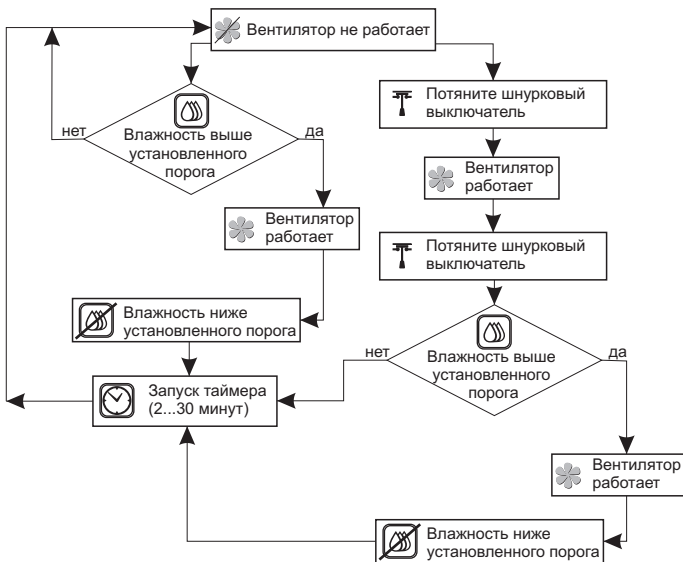 Вентилятор не работает
нет
Влажность выше
установленного
порога
да
Вентилятор
работает
Влажность ниже
установленного порога
Запуск таймера
(2...30 минут)
Потяните шнурковый
выключатель
Вентилятор
работает
Потяните шнурковый
выключатель
нет
Влажность выше
установленного
порога
да
Вентилятор
работает
Влажность ниже
установленного порога